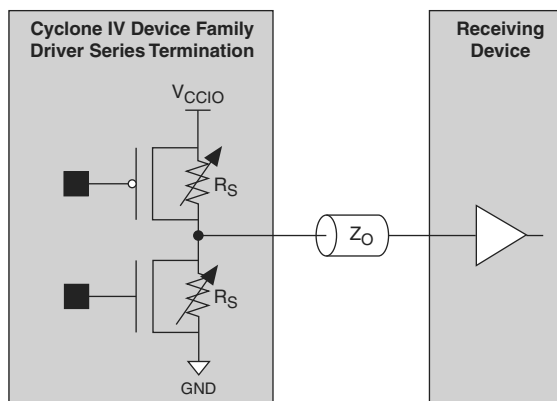 Cyclone IV Device Family
Driver Series Termination
Receiving
Device
VCCIO
RS
ZO
RS
GND